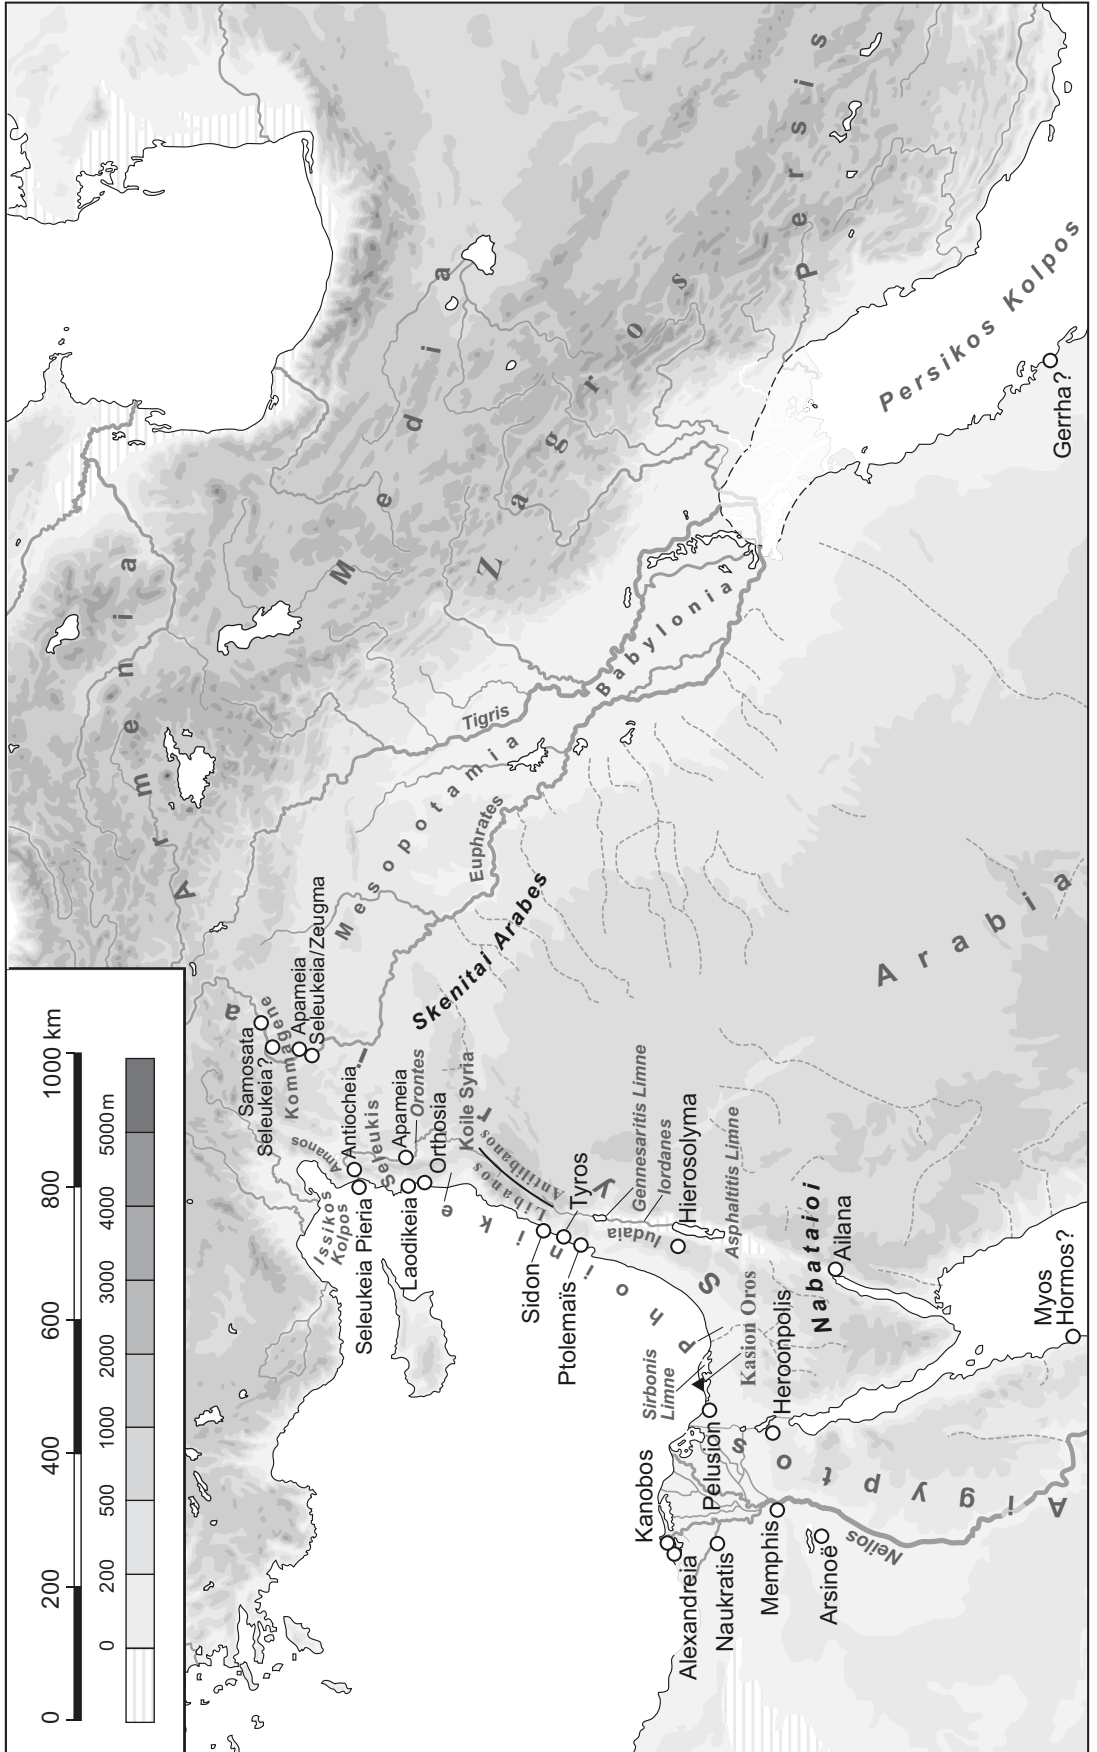 0 200 400 600 800 1000 km
0 200 500 1000 2000 3000 4000 5000m
Armenia
Media
Zagros
Persis
Persikos Kolpos
Gerrha?
Babylonia
Tigris
Mesopotamia
Euphrates
Skenitai Arabes
Arabia
Samosata
Seleukeia?
Kommagene
Apameia
Seleukeia/Zeugma
Amanos
Antiocheia
Issikos
Kolpos
Seleukeia Pieria
Seleukis
Apameia
Orontes
Laodikeia
Orthosia
Koile Syria
Libanos
Antilibanos
Phoinike
Syria
Sidon
Tyros
Ptolemaïs
Gennesaritis Limne
Iordanes
Iudaia
Hierosolyma
Asphaltitis Limne
Nabataioi
Ailana
Kasion Oros
Sirbonis
Limne
Heroonpolis
Myos
Hormos?
Pelusion
Kanobos
Alexandreia
Naukratis
Memphis
Arsinoë
Neilos
Aigyptos